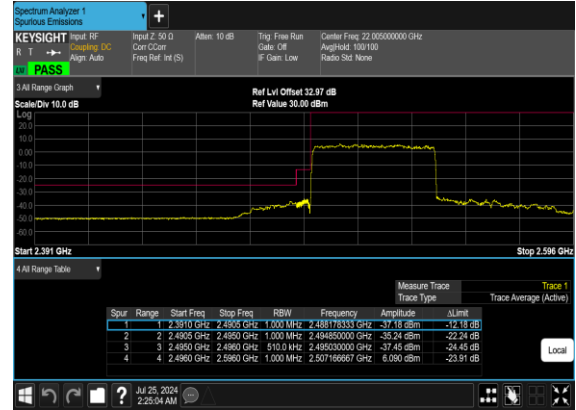 Spectrum Analyzer 1
Spurious Emissions
KEYSIGHT
R T
Input: RF
Coupling: DC
Align: Auto
Input Z: 50 Ω
Corr CCorr
Freq Ref: Int (S)
Atten: 10 dB
Trig: Free Run
Gate: Off
IF Gain: Low
Center Freq: 22.005000000 GHz
Avg|Hold: 100/100
Radio Std: None
PASS
3 All Range Graph
Scale/Div 10.0 dB
Ref Lvl Offset 32.97 dB
Ref Value 30.00 dBm
Log
20.0
10.0
0.00
-10.0
-20.0
-30.0
-40.0
-50.0
-60.0
Start 2.391 GHz
Stop 2.596 GHz
4 All Range Table
Measure Trace Trace 1
Trace Type Trace Average (Active)
Spur Range Start Freq Stop Freq RBW Frequency Amplitude ΔLimit
1 1 2.3910 GHz 2.4905 GHz 1.000 MHz 2.488178333 GHz -37.18 dBm -12.18 dB
2 2 2.4905 GHz 2.4950 GHz 1.000 MHz 2.494850000 GHz -35.24 dBm -22.24 dB
3 3 2.4950 GHz 2.4960 GHz 510.0 kHz 2.495030000 GHz -37.45 dBm -24.45 dB
4 4 2.4960 GHz 2.5960 GHz 1.000 MHz 2.507166667 GHz 6.090 dBm -23.91 dB
Local
?
Jul 25, 2024
2:25:04 AM